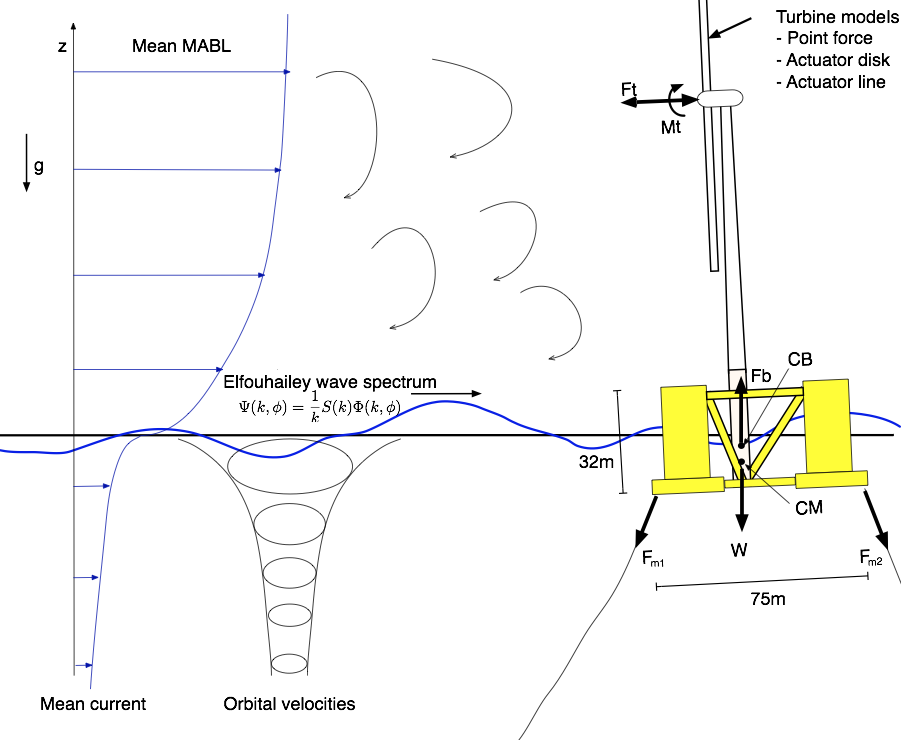 z
Mean MABL
g
Turbine models
- Point force
- Actuator disk
- Actuator line
Ft
Mt
Elfouhailey wave spectrum
Ψ(k, ϕ) = 1/k S(k)Φ(k, ϕ)
Fb
CB
32m
CM
W
Fm1
Fm2
75m
Mean current
Orbital velocities